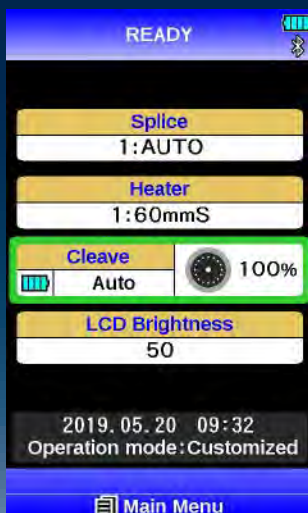 READY
Splice
1:AUTO
Heater
1:60mmS
Cleave
Auto
100%
LCD Brightness
50
2019.05.20 09:32
Operation mode:Customized
Main Menu